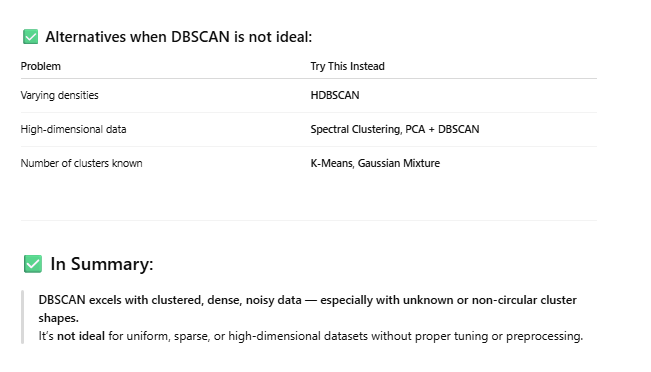 ✅ Alternatives when DBSCAN is not ideal:
Problem Try This Instead
Varying densities HDBSCAN
High-dimensional data Spectral Clustering, PCA + DBSCAN
Number of clusters known K-Means, Gaussian Mixture
✅ In Summary:
DBSCAN excels with clustered, dense, noisy data — especially with unknown or non-circular cluster
shapes.
It's not ideal for uniform, sparse, or high-dimensional datasets without proper tuning or preprocessing.